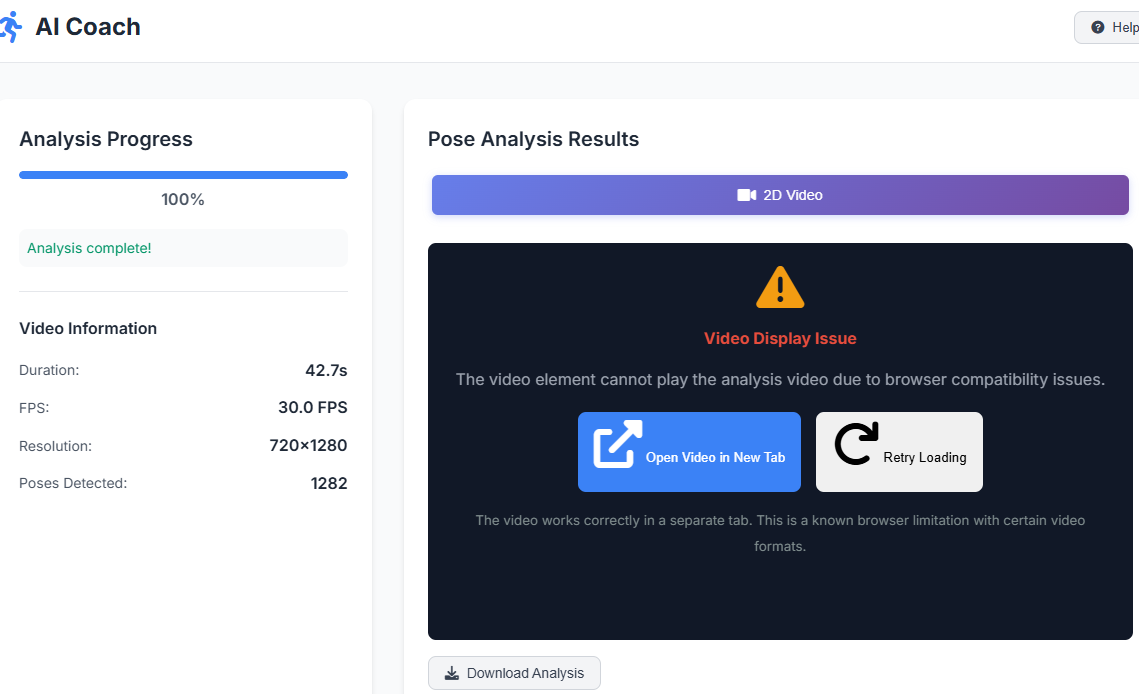 AI Coach
Help
Analysis Progress
100%
Analysis complete!
Video Information
Duration: 42.7s
FPS: 30.0 FPS
Resolution: 720×1280
Poses Detected: 1282
Pose Analysis Results
2D Video
Video Display Issue
The video element cannot play the analysis video due to browser compatibility issues.
Open Video in New Tab
Retry Loading
The video works correctly in a separate tab. This is a known browser limitation with certain video
formats.
Download Analysis